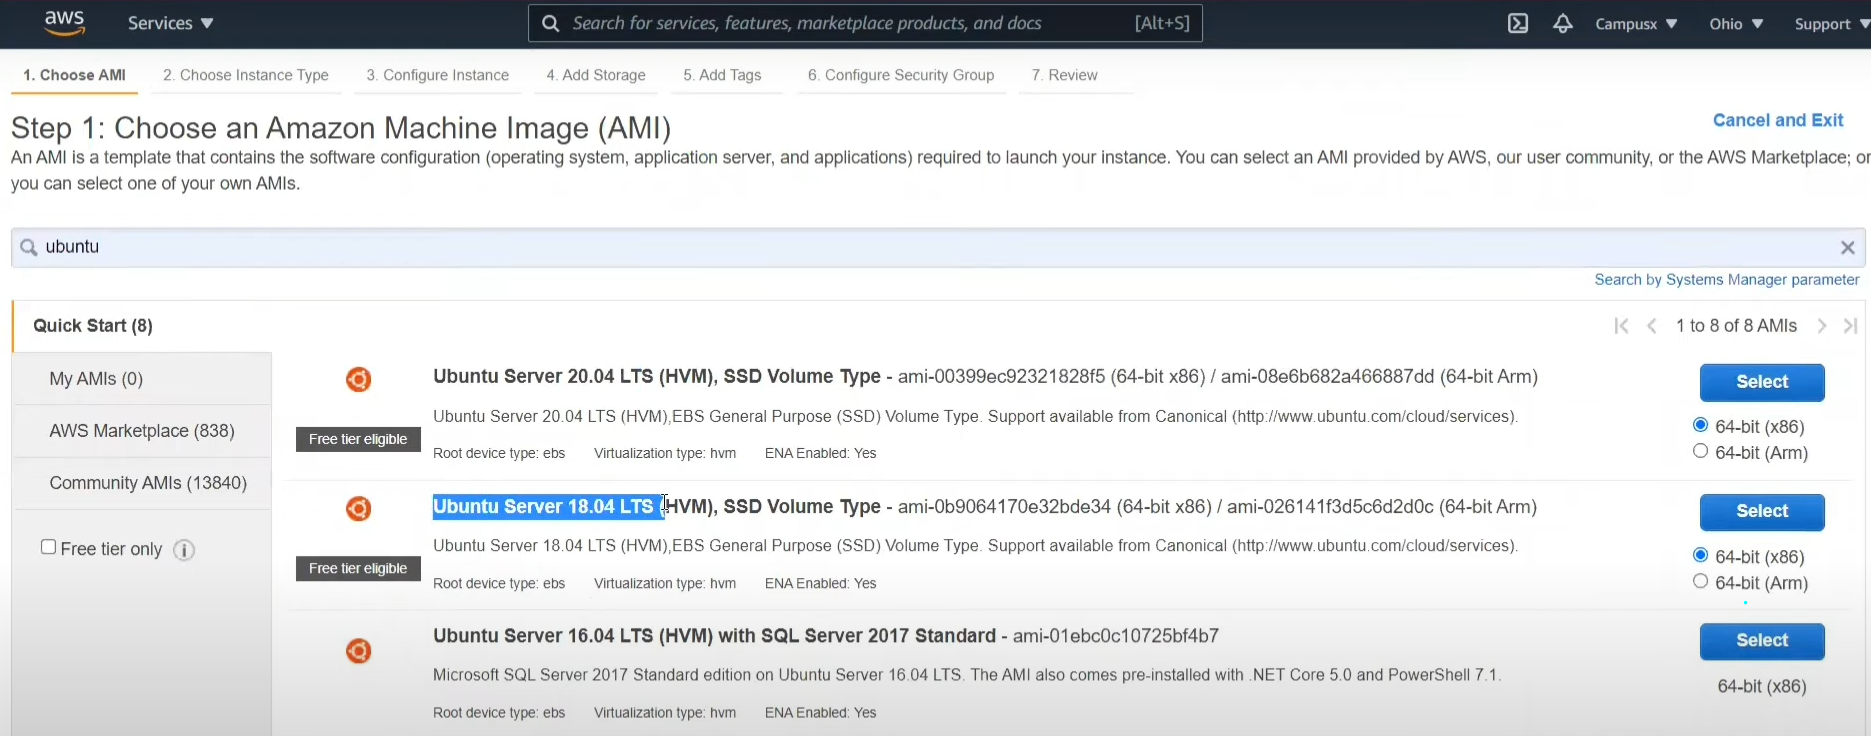 aws Services Search for services, features, marketplace products, and docs [Alt+S] Campusx Ohio Support
1. Choose AMI 2. Choose Instance Type 3. Configure Instance 4. Add Storage 5. Add Tags 6. Configure Security Group 7. Review
Step 1: Choose an Amazon Machine Image (AMI) Cancel and Exit
An AMI is a template that contains the software configuration (operating system, application server, and applications) required to launch your instance. You can select an AMI provided by AWS, our user community, or the AWS Marketplace; or
you can select one of your own AMIs.
ubuntu
Search by Systems Manager parameter
Quick Start (8) 1 to 8 of 8 AMIs
My AMIs (0)
AWS Marketplace (838)
Community AMIs (13840)
Free tier only
Ubuntu Server 20.04 LTS (HVM), SSD Volume Type - ami-00399ec92321828f5 (64-bit x86) / ami-08e6b682a466887dd (64-bit Arm) Select
Ubuntu Server 20.04 LTS (HVM),EBS General Purpose (SSD) Volume Type. Support available from Canonical (http://www.ubuntu.com/cloud/services). 64-bit (x86)
Free tier eligible
Root device type: ebs Virtualization type: hvm ENA Enabled: Yes 64-bit (Arm)
Ubuntu Server 18.04 LTS (HVM), SSD Volume Type - ami-0b9064170e32bde34 (64-bit x86) / ami-026141f3d5c6d2d0c (64-bit Arm) Select
Ubuntu Server 18.04 LTS (HVM),EBS General Purpose (SSD) Volume Type. Support available from Canonical (http://www.ubuntu.com/cloud/services). 64-bit (x86)
Free tier eligible
Root device type: ebs Virtualization type: hvm ENA Enabled: Yes 64-bit (Arm)
Ubuntu Server 16.04 LTS (HVM) with SQL Server 2017 Standard - ami-01ebc0c10725bf4b7 Select
Microsoft SQL Server 2017 Standard edition on Ubuntu Server 16.04 LTS. The AMI also comes pre-installed with .NET Core 5.0 and PowerShell 7.1. 64-bit (x86)
Root device type: ebs Virtualization type: hvm ENA Enabled: Yes